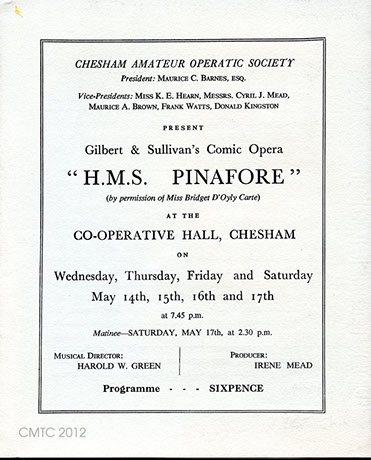 CHESHAM AMATEUR OPERATIC SOCIETY
President: MAURICE C. BARNES, ESQ.
Vice-Presidents: MISS K. E. HEARN, MESSRS. CYRIL J. MEAD,
MAURICE A. BROWN, FRANK WATTS, DONALD KINGSTON
PRESENT
Gilbert & Sullivan's Comic Opera
"H.M.S. PINAFORE"
(by permission of Miss Bridget D'Oyly Carte)
AT THE
CO-OPERATIVE HALL, CHESHAM
ON
Wednesday, Thursday, Friday and Saturday
May 14th, 15th, 16th and 17th
at 7.45 p.m.
Matinee—SATURDAY, MAY 17th, at 2.30 p.m.
MUSICAL DIRECTOR:
HAROLD W. GREEN
PRODUCER:
IRENE MEAD
Programme - - - SIXPENCE
CMTC 2012